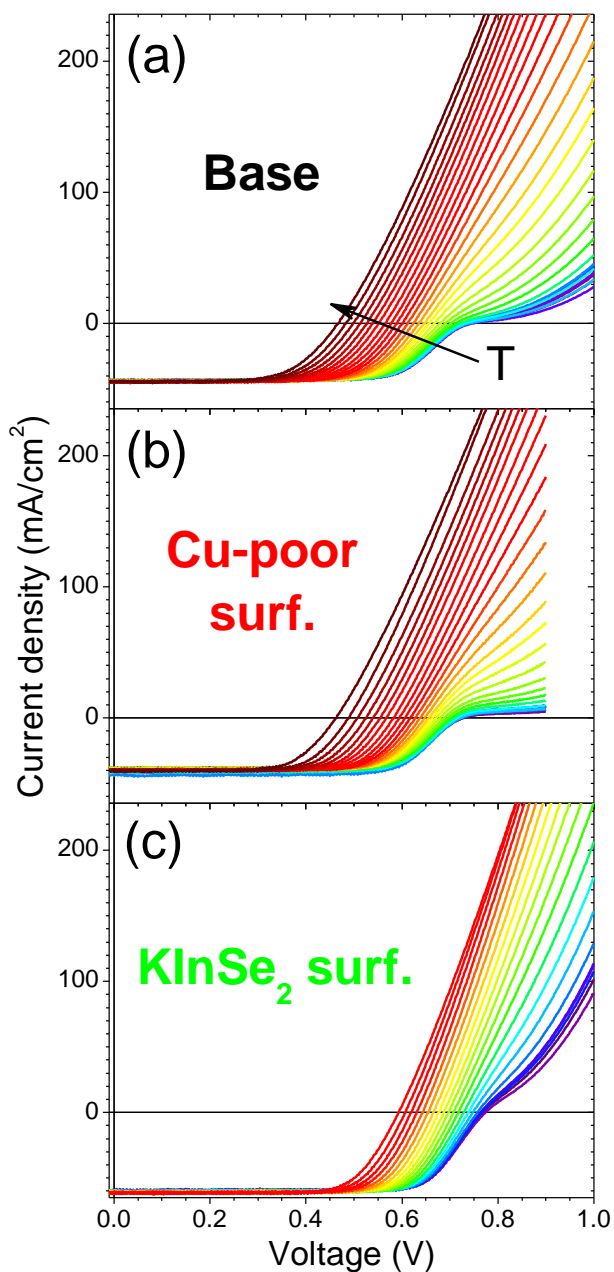 (a)
Base
200
100
0
T
(b)
Cu-poor
surf.
200
100
0
Current density (mA/cm²)
(c)
KInSe₂ surf.
200
100
0
0.0 0.2 0.4 0.6 0.8 1.0
Voltage (V)